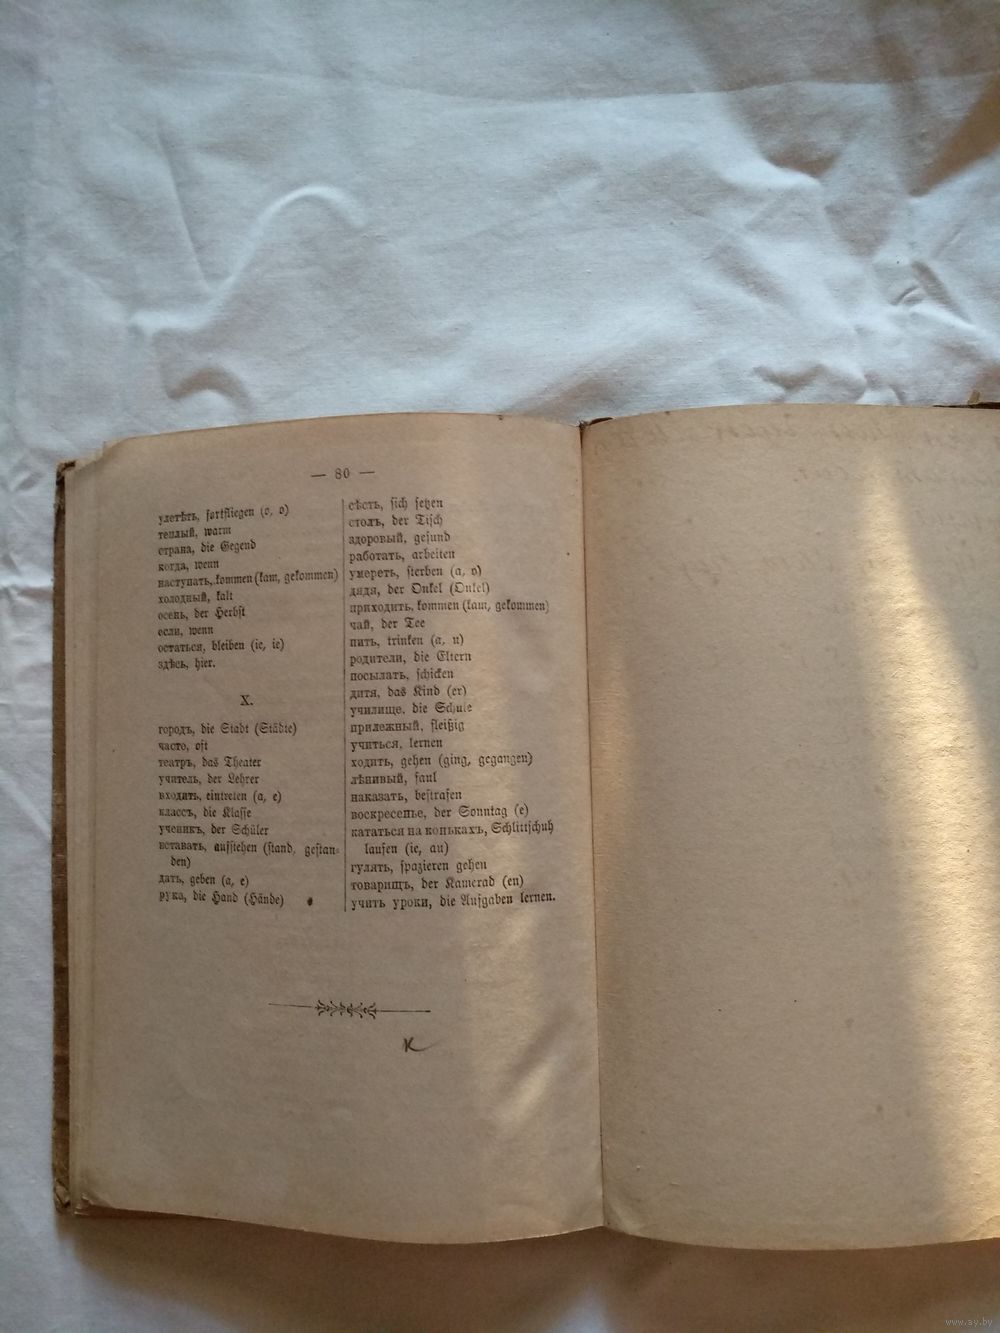 — 80 —
улетѣть, fortfliegen (o, o)
теплый, warm
страна, die Gegend
когда, wenn
наступать, kommen (kam, gekommen)
холодный, kalt
осень, der Herbst
если, wenn
остаться, bleiben (ie, ie)
здѣсь, hier.
X.
городъ, die Stadt (Städte)
часто, oft
театръ, das Theater
учитель, der Lehrer
входить, eintreten (a, e)
классъ, die Klasse
ученикъ, der Schüler
вставать, aufstehen (stand, gestan-
den)
дать, geben (a, e)
рука, die Hand (Hände)
сѣсть, sich setzen
столъ, der Tisch
здоровый, gesund
работать, arbeiten
умереть, sterben (a, o)
дядя, der Onkel (Onkel)
приходить, kommen (kam, gekommen)
чай, der Tee
пить, trinken (a, u)
родители, die Eltern
посылать, schicken
дитя, das Kind (er)
училище, die Schule
прилежный, fleißig
учиться, lernen
ходить, gehen (ging, gegangen)
лѣнивый, faul
наказать, bestrafen
воскресенье, der Sonntag (e)
кататься на конькахъ, Schlittschuh
laufen (ie, au)
гулять, spazieren gehen
товарищъ, der Kamerad (en)
учить уроки, die Aufgaben lernen.
к
www.ay.by